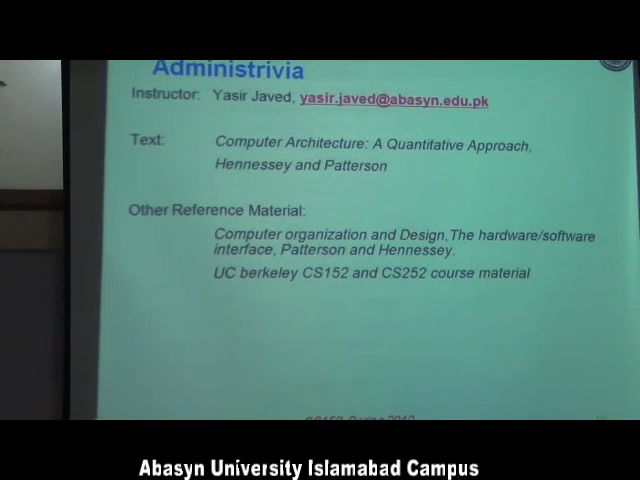 Administrivia
Instructor: Yasir Javed, yasir.javed@abasyn.edu.pk
Text: Computer Architecture: A Quantitative Approach,
Hennessey and Patterson
Other Reference Material:
Computer organization and Design,The hardware/software
interface, Patterson and Hennessey.
UC berkeley CS152 and CS252 course material
Abasyn University Islamabad Campus